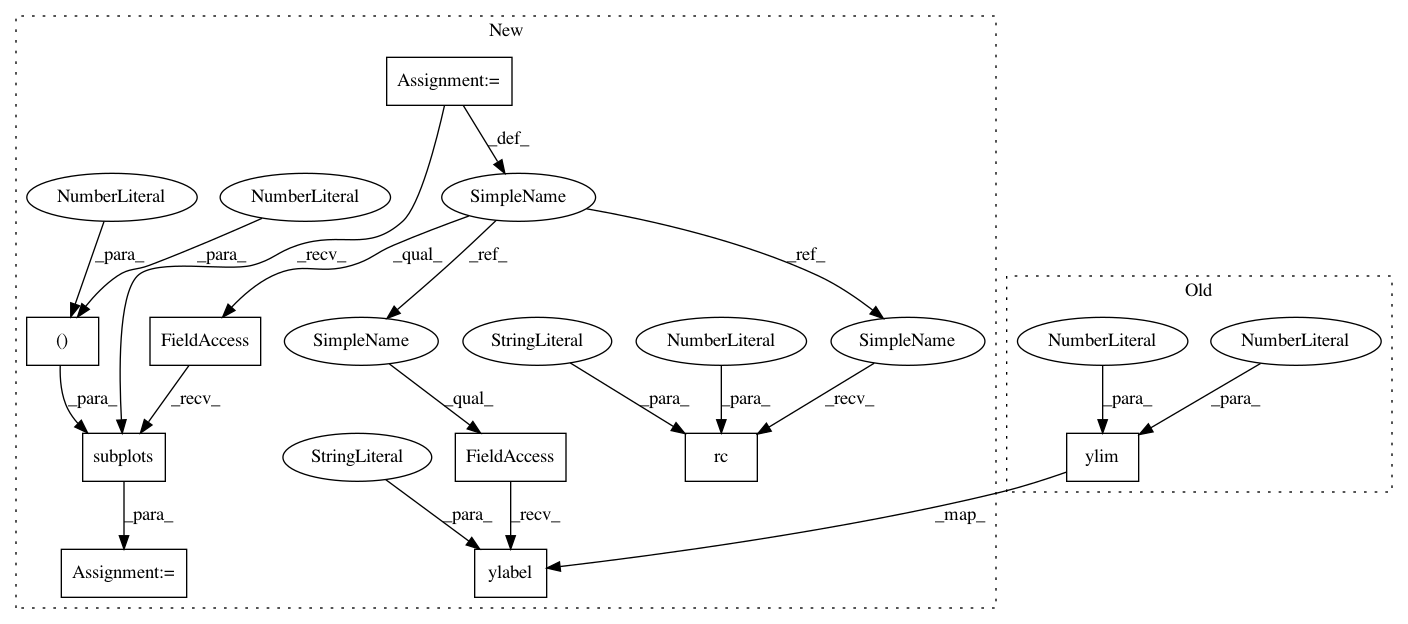 New
Assignment:=
_def_
NumberLiteral
NumberLiteral
SimpleName
_para_
_para_
_recv_
_qual_
_ref_
_ref_
Old
()
FieldAccess
SimpleName
StringLiteral
NumberLiteral
SimpleName
NumberLiteral
NumberLiteral
_para_
_recv_
_qual_
_para_
_para_
_recv_
_para_
_para_
subplots
StringLiteral
FieldAccess
rc
ylim
_para_
_para_
_recv_
_map_
Assignment:=
ylabel